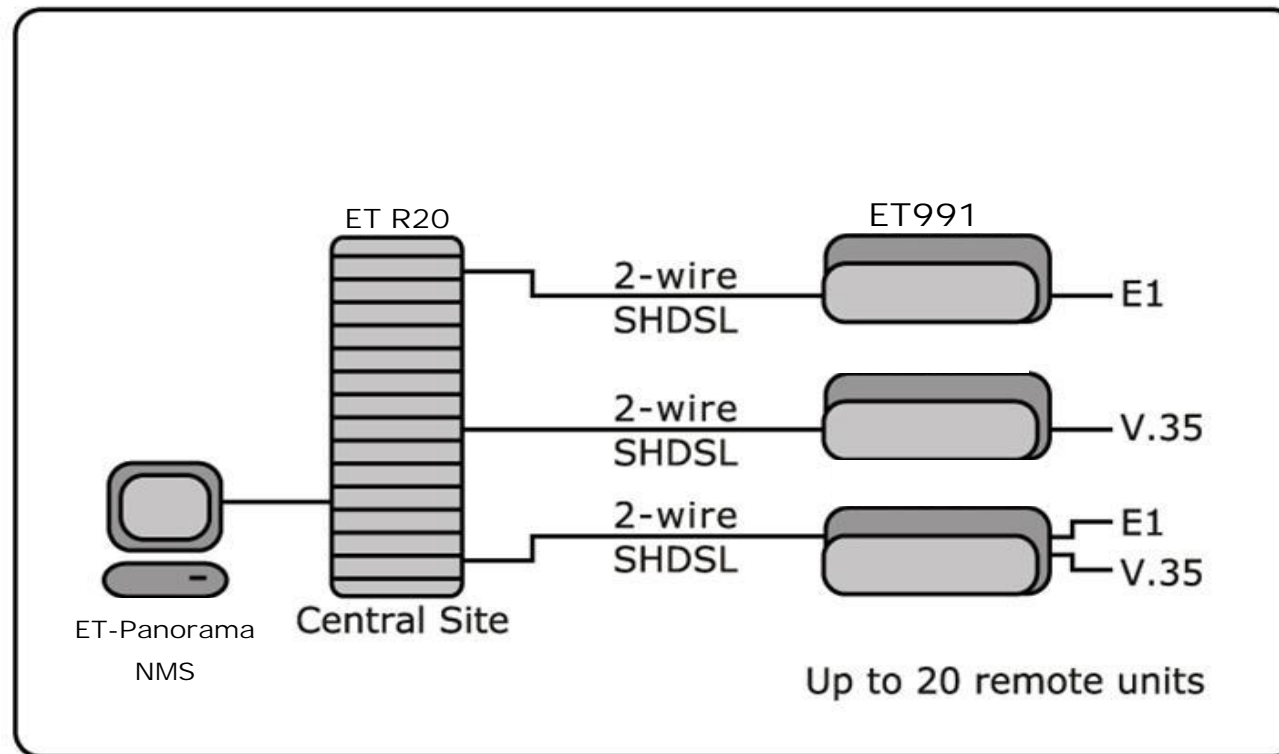 ET R20
ET991
2-wire
SHDSL
E1
2-wire
SHDSL
V.35
2-wire
SHDSL
E1
V.35
ET-Panorama
NMS
Central Site
Up to 20 remote units